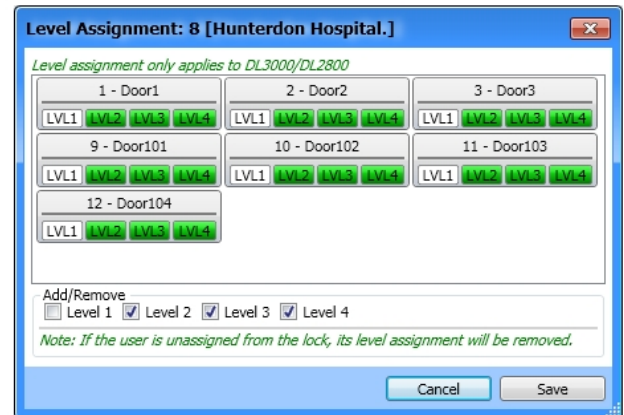 Level Assignment: 8 [Hunterdon Hospital.]
Level assignment only applies to DL3000/DL2800
1 - Door1 2 - Door2 3 - Door3
LVL1 LVL2 LVL3 LVL4 LVL1 LVL2 LVL3 LVL4 LVL1 LVL2 LVL3 LVL4
9 - Door101 10 - Door102 11 - Door103
LVL1 LVL2 LVL3 LVL4 LVL1 LVL2 LVL3 LVL4 LVL1 LVL2 LVL3 LVL4
12 - Door104
LVL1 LVL2 LVL3 LVL4
Add/Remove
Level 1 Level 2 Level 3 Level 4
Note: If the user is unassigned from the lock, its level assignment will be removed.
Cancel Save